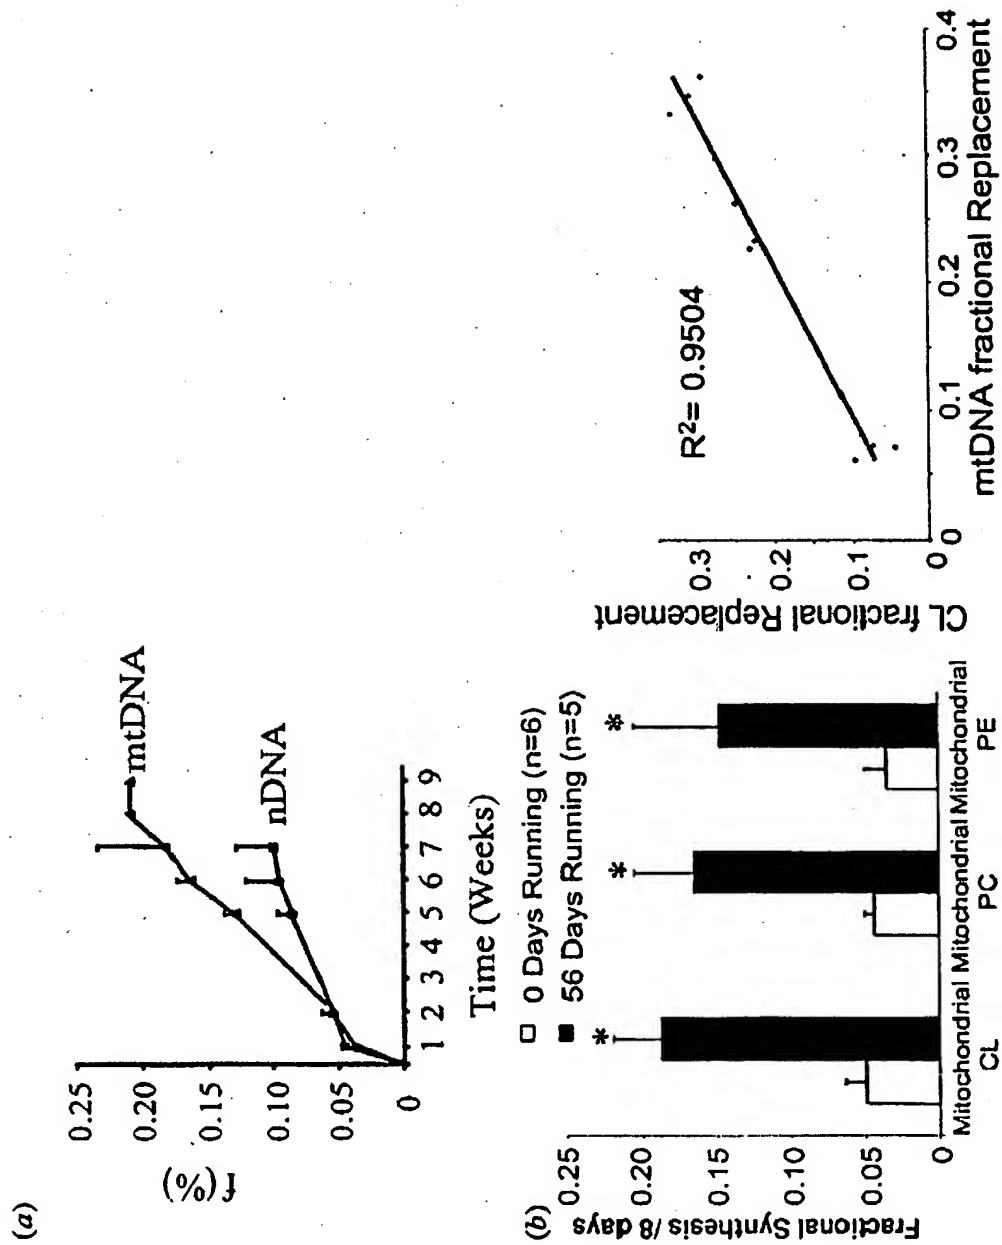 (a)
f (%)
0.25
0.20
0.15
0.10
0.05
0
mtDNA
nDNA
1 2 3 4 5 6 7 8 9
Time (Weeks)
(b)
Fractional Synthesis/8 days
0.25
0.20
0.15
0.10
0.05
0
□ 0 Days Running (n=6)
■ 56 Days Running (n=5)
* * *
Mitochondrial Mitochondrial Mitochondrial
CL PC PE
CL fractional Replacement
0.3
0.1
0
R²= 0.9504
0 0.1 0.2 0.3 0.4
mtDNA fractional Replacement